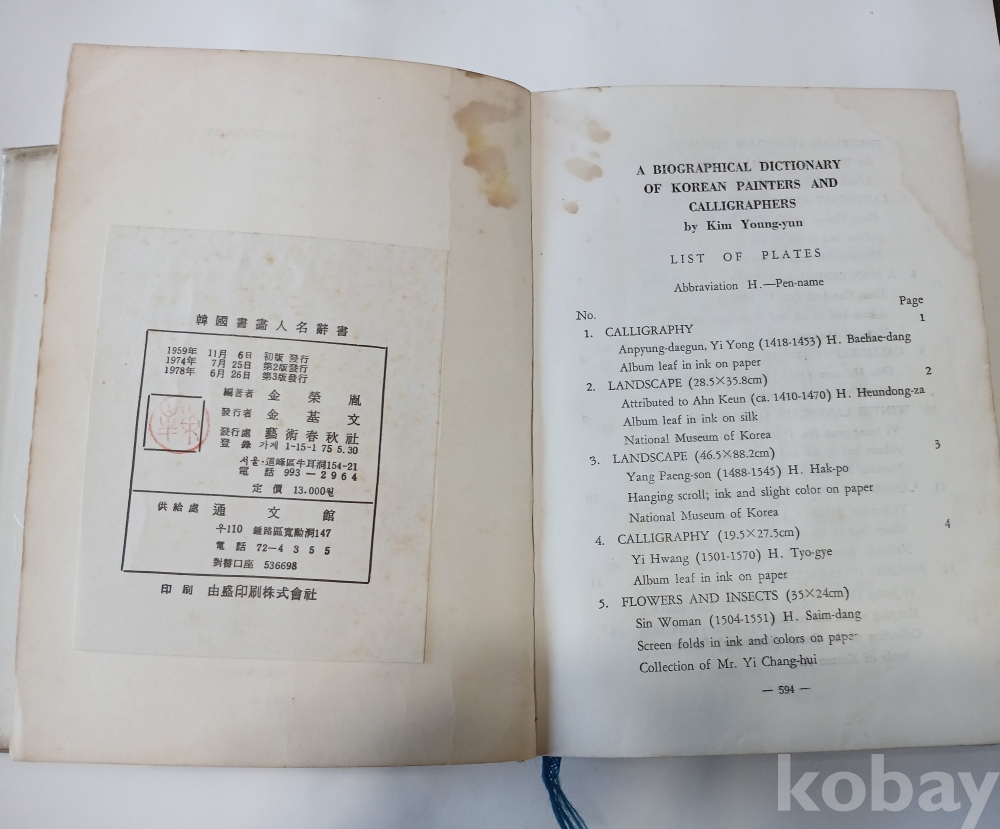 韓國書畵人名辭書
1959年 11月 6日 初版 發行
1974年 7月 25日 第2版發行
1978年 6月 26日 第3版發行
編著者 金 榮 胤
發行者 金 基 文
發行處 藝術春秋社
登 錄 가제 1-15-1 75 5.30
서울·道峰區牛耳洞154-21
電 話 993-2964
定 價 13.000원
供給處 通 文 館
우110 鍾路區寬勳洞147
電 話 72-4 3 5 5
對替口座 536698
印 刷 由盛印刷株式會社
A BIOGRAPHICAL DICTIONARY
OF KOREAN PAINTERS AND
CALLIGRAPHERS
by Kim Young-yun
LIST OF PLATES
Abbraviation H.—Pen-name
No. Page
1. CALLIGRAPHY 1
Anpyung-daegun, Yi Yong (1418-1453) H. Baehae-dang
Album leaf in ink on paper
2. LANDSCAPE (28.5×35.8cm) 2
Attributed to Ahn Keun (ca. 1410-1470) H. Heundong-za
Album leaf in ink on silk
National Museum of Korea
3. LANDSCAPE (46.5×88.2cm) 3
Yang Paeng-son (1488-1545) H. Hak-po
Hanging scroll; ink and slight color on paper
National Museum of Korea
4. CALLIGRAPHY (19.5×27.5cm) 4
Yi Hwang (1501-1570) H. Tyo-gye
Album leaf in ink on paper
5. FLOWERS AND INSECTS (35×24cm)
Sin Woman (1504-1551) H. Saim-dang
Screen folds in ink and colors on paper
Collection of Mr. Yi Chang-hui
— 594 —
kobay